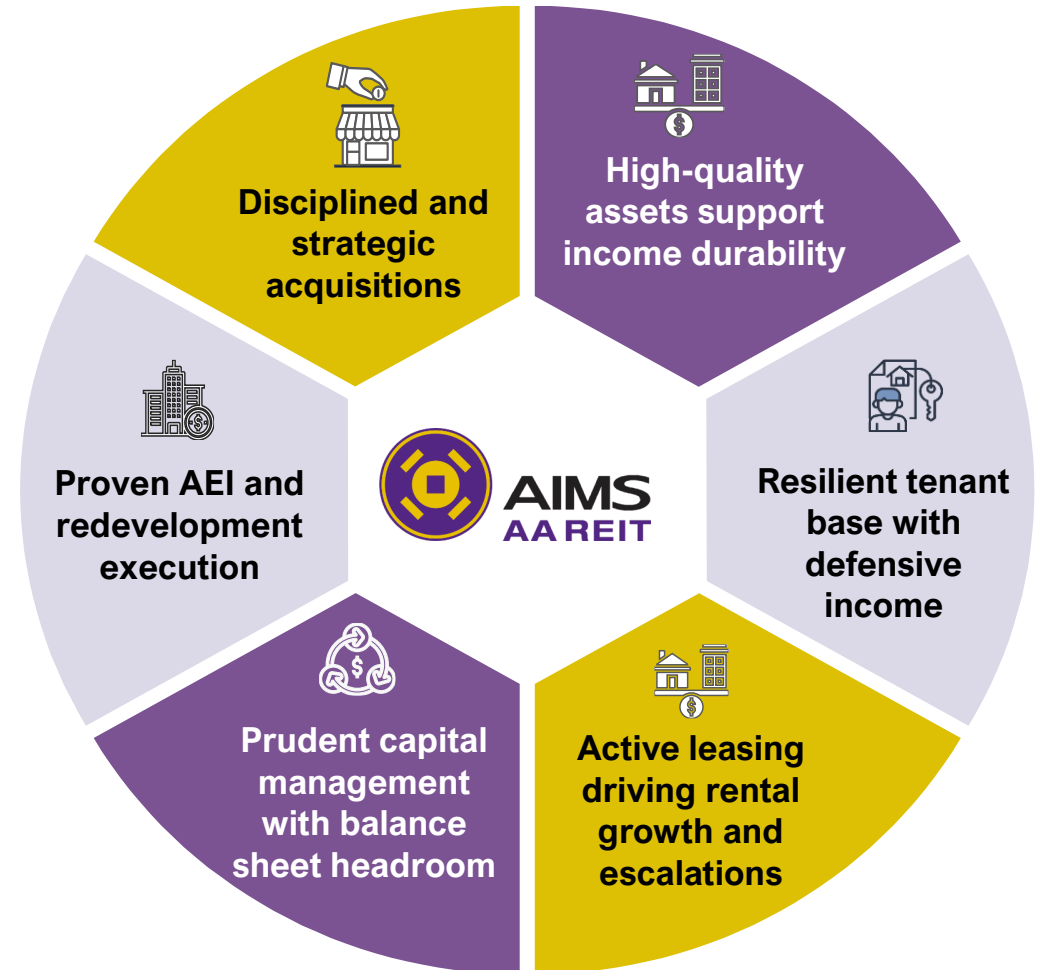 Disciplined and
strategic
acquisitions
High-quality
assets support
income durability
Proven AEI and
redevelopment
execution
AIMS
AA REIT
Resilient tenant
base with
defensive
income
Prudent capital
management
with balance
sheet headroom
Active leasing
driving rental
growth and
escalations